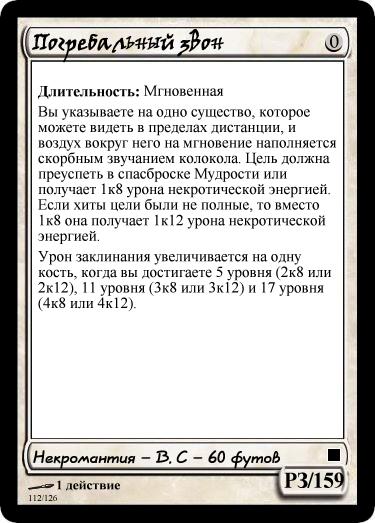 Погребальный звон 0
Длительность: Мгновенная
Вы указываете на одно существо, которое
можете видеть в пределах дистанции, и
воздух вокруг него на мгновение наполняется
скорбным звучанием колокола. Цель должна
преуспеть в спасброске Мудрости или
получает 1к8 урона некротической энергией.
Если хиты цели были не полные, то вместо
1к8 она получает 1к12 урона некротической
энергией.
Урон заклинания увеличивается на одну
кость, когда вы достигаете 5 уровня (2к8 или
2к12), 11 уровня (3к8 или 3к12) и 17 уровня
(4к8 или 4к12).
Некромантия – В, С – 60 футов
1 действие
РЗ/159
112/126